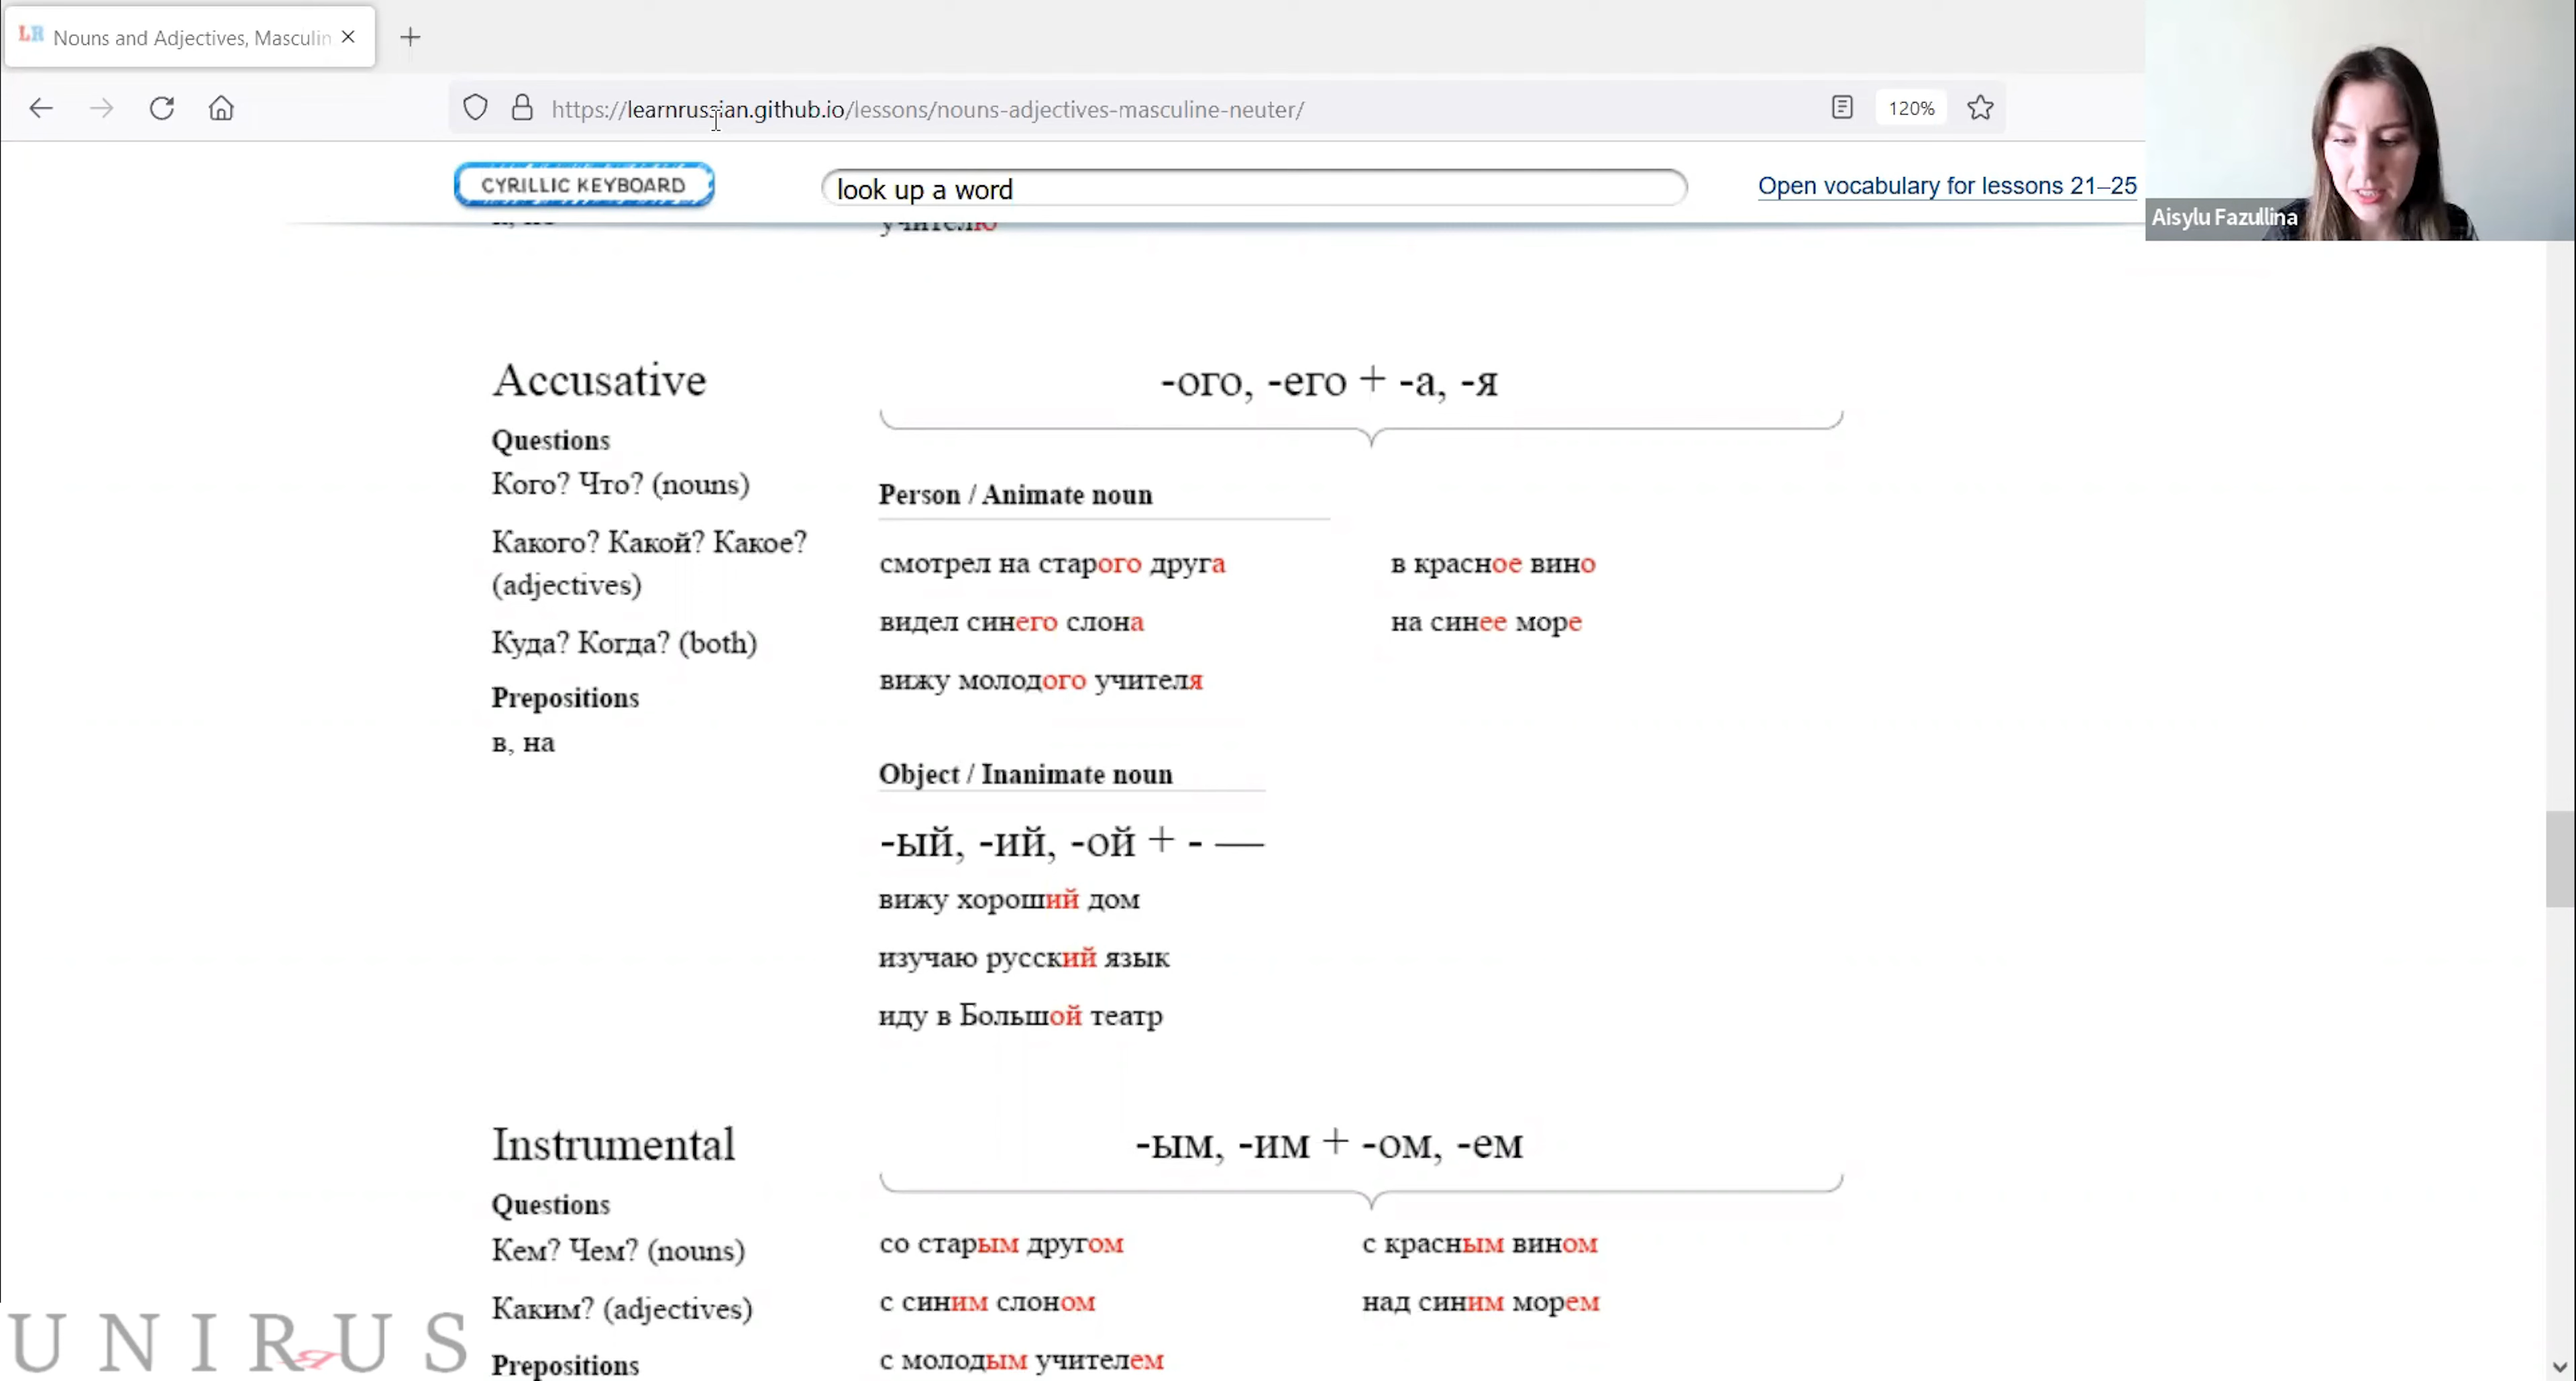 LR Nouns and Adjectives, Masculin
https://learnrussian.github.io/lessons/nouns-adjectives-masculine-neuter/
120%
CYRILLIC KEYBOARD
look up a word
Open vocabulary for lessons 21–25
Aisylu Fazullina
учителю
Accusative
-ого, -его + -а, -я
Questions
Кого? Что? (nouns)
Какого? Какой? Какое?
(adjectives)
Куда? Когда? (both)
Prepositions
в, на
Person / Animate noun
смотрел на старого друга
в красное вино
видел синего слона
на синее море
вижу молодого учителя
Object / Inanimate noun
-ый, -ий, -ой + - —
вижу хороший дом
изучаю русский язык
иду в Большой театр
Instrumental
-ым, -им + -ом, -ем
Questions
Кем? Чем? (nouns)
Каким? (adjectives)
Prepositions
со старым другом
с красным вином
с синим слоном
над синим морем
с молодым учителем
UNIRUS